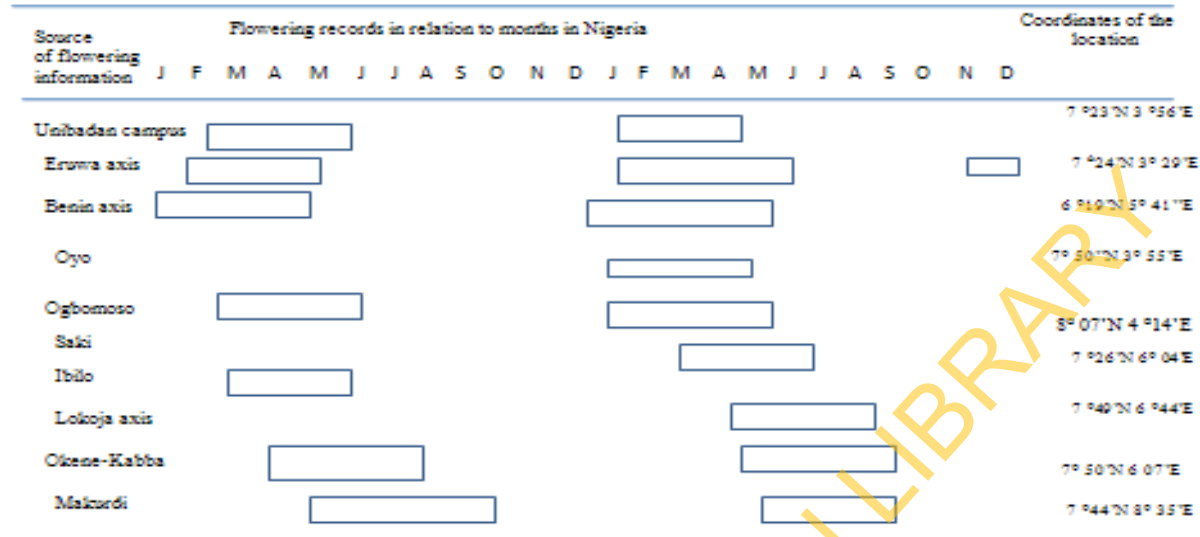 Flowering records in relation to months in Nigeria
Coordinates of the location
Source
of flowering
information J F M A M J J A S O N D J F M A M J J A S O N D
Unibadan campus 7 °23'N 3 °56'E
Eruwa axis 7 °24'N 3° 29'E
Benin axis 6 °19'N 5° 41''E
Oyo 7° 50''N 3° 55'E
Ogbomoso 8° 07'N 4 °14'E
Saki 7 °26'N 6° 04'E
Ibilo
Lokoja axis 7 °49'N 6 °44'E
Okene-Kabba 7° 50'N 6 07'E
Makurdi 7 °44'N 8° 35'E
LIBRARY